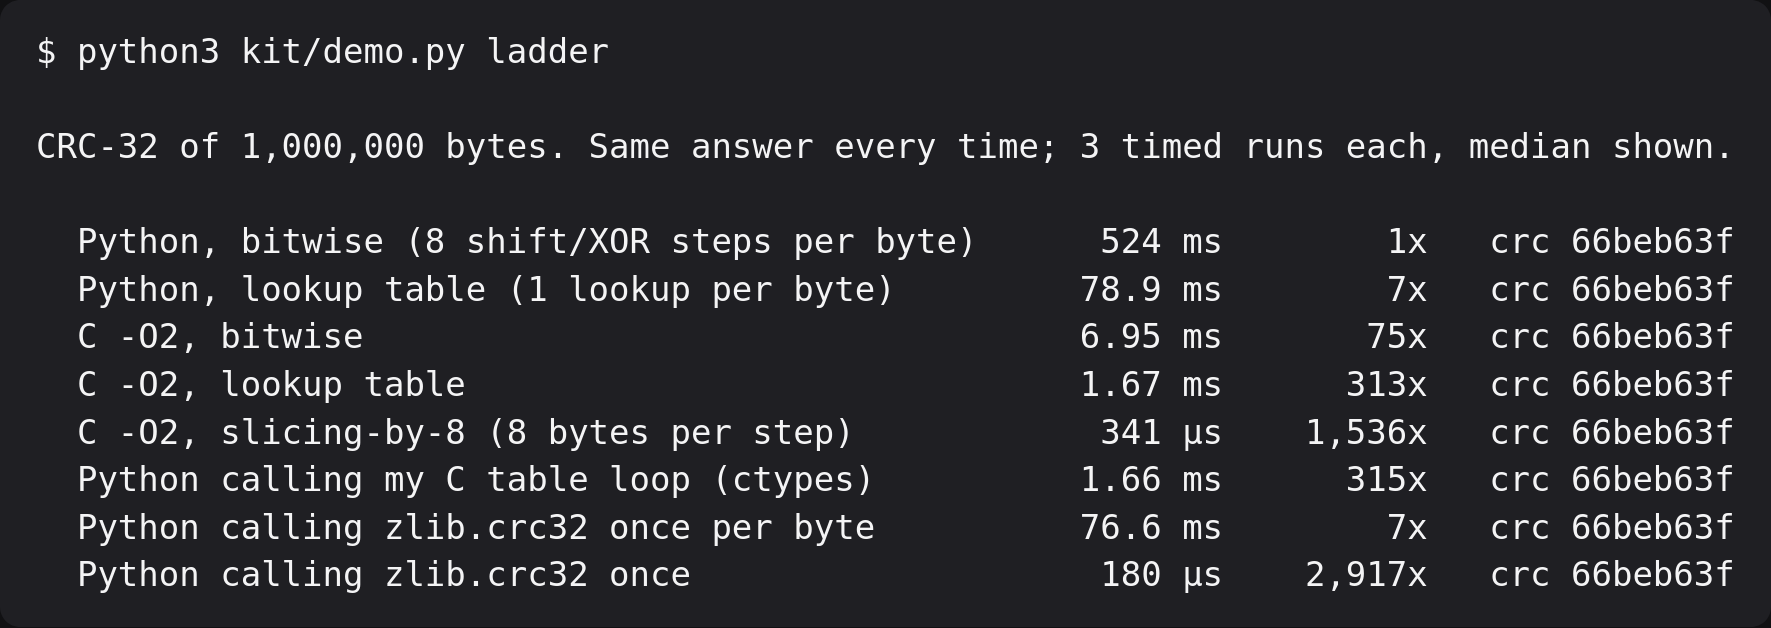 $ python3 kit/demo.py ladder
CRC-32 of 1,000,000 bytes. Same answer every time; 3 timed runs each, median shown.
Python, bitwise (8 shift/XOR steps per byte) 524 ms 1x crc 66beb63f
Python, lookup table (1 lookup per byte) 78.9 ms 7x crc 66beb63f
C -O2, bitwise 6.95 ms 75x crc 66beb63f
C -O2, lookup table 1.67 ms 313x crc 66beb63f
C -O2, slicing-by-8 (8 bytes per step) 341 µs 1,536x crc 66beb63f
Python calling my C table loop (ctypes) 1.66 ms 315x crc 66beb63f
Python calling zlib.crc32 once per byte 76.6 ms 7x crc 66beb63f
Python calling zlib.crc32 once 180 µs 2,917x crc 66beb63f